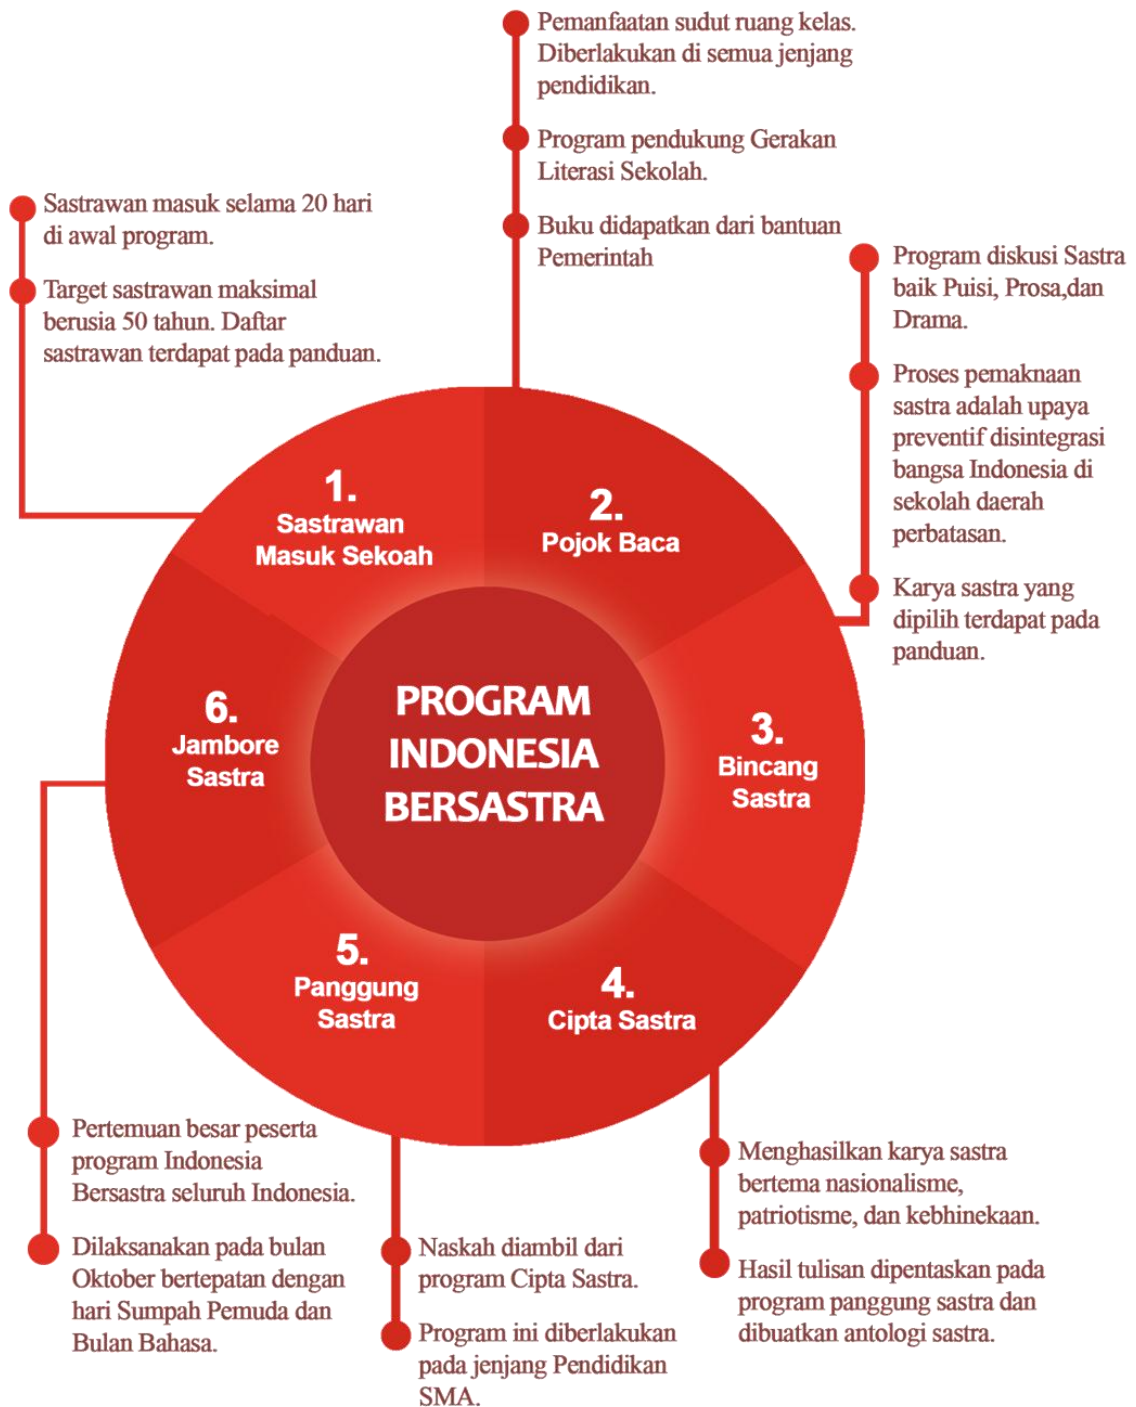 Pemanfaatan sudut ruang kelas.
Diberlakukan di semua jenjang
pendidikan.
Program pendukung Gerakan
Literasi Sekolah.
Buku didapatkan dari bantuan
Pemerintah
Sastrawan masuk selama 20 hari
di awal program.
Target sastrawan maksimal
berusia 50 tahun. Daftar
sastrawan terdapat pada panduan.
Program diskusi Sastra
baik Puisi, Prosa,dan
Drama.
Proses pemaknaan
sastra adalah upaya
preventif disintegrasi
bangsa Indonesia di
sekolah daerah
perbatasan.
Karya sastra yang
dipilih terdapat pada
panduan.
1.
Sastrawan
Masuk Sekoah
2.
Pojok Baca
3.
Bincang
Sastra
4.
Cipta Sastra
5.
Panggung
Sastra
6.
Jambore
Sastra
PROGRAM
INDONESIA
BERSASTRA
Pertemuan besar peserta
program Indonesia
Bersastra seluruh Indonesia.
Dilaksanakan pada bulan
Oktober bertepatan dengan
hari Sumpah Pemuda dan
Bulan Bahasa.
Naskah diambil dari
program Cipta Sastra.
Program ini diberlakukan
pada jenjang Pendidikan
SMA.
Menghasilkan karya sastra
bertema nasionalisme,
patriotisme, dan kebhinekaan.
Hasil tulisan dipentaskan pada
program panggung sastra dan
dibuatkan antologi sastra.